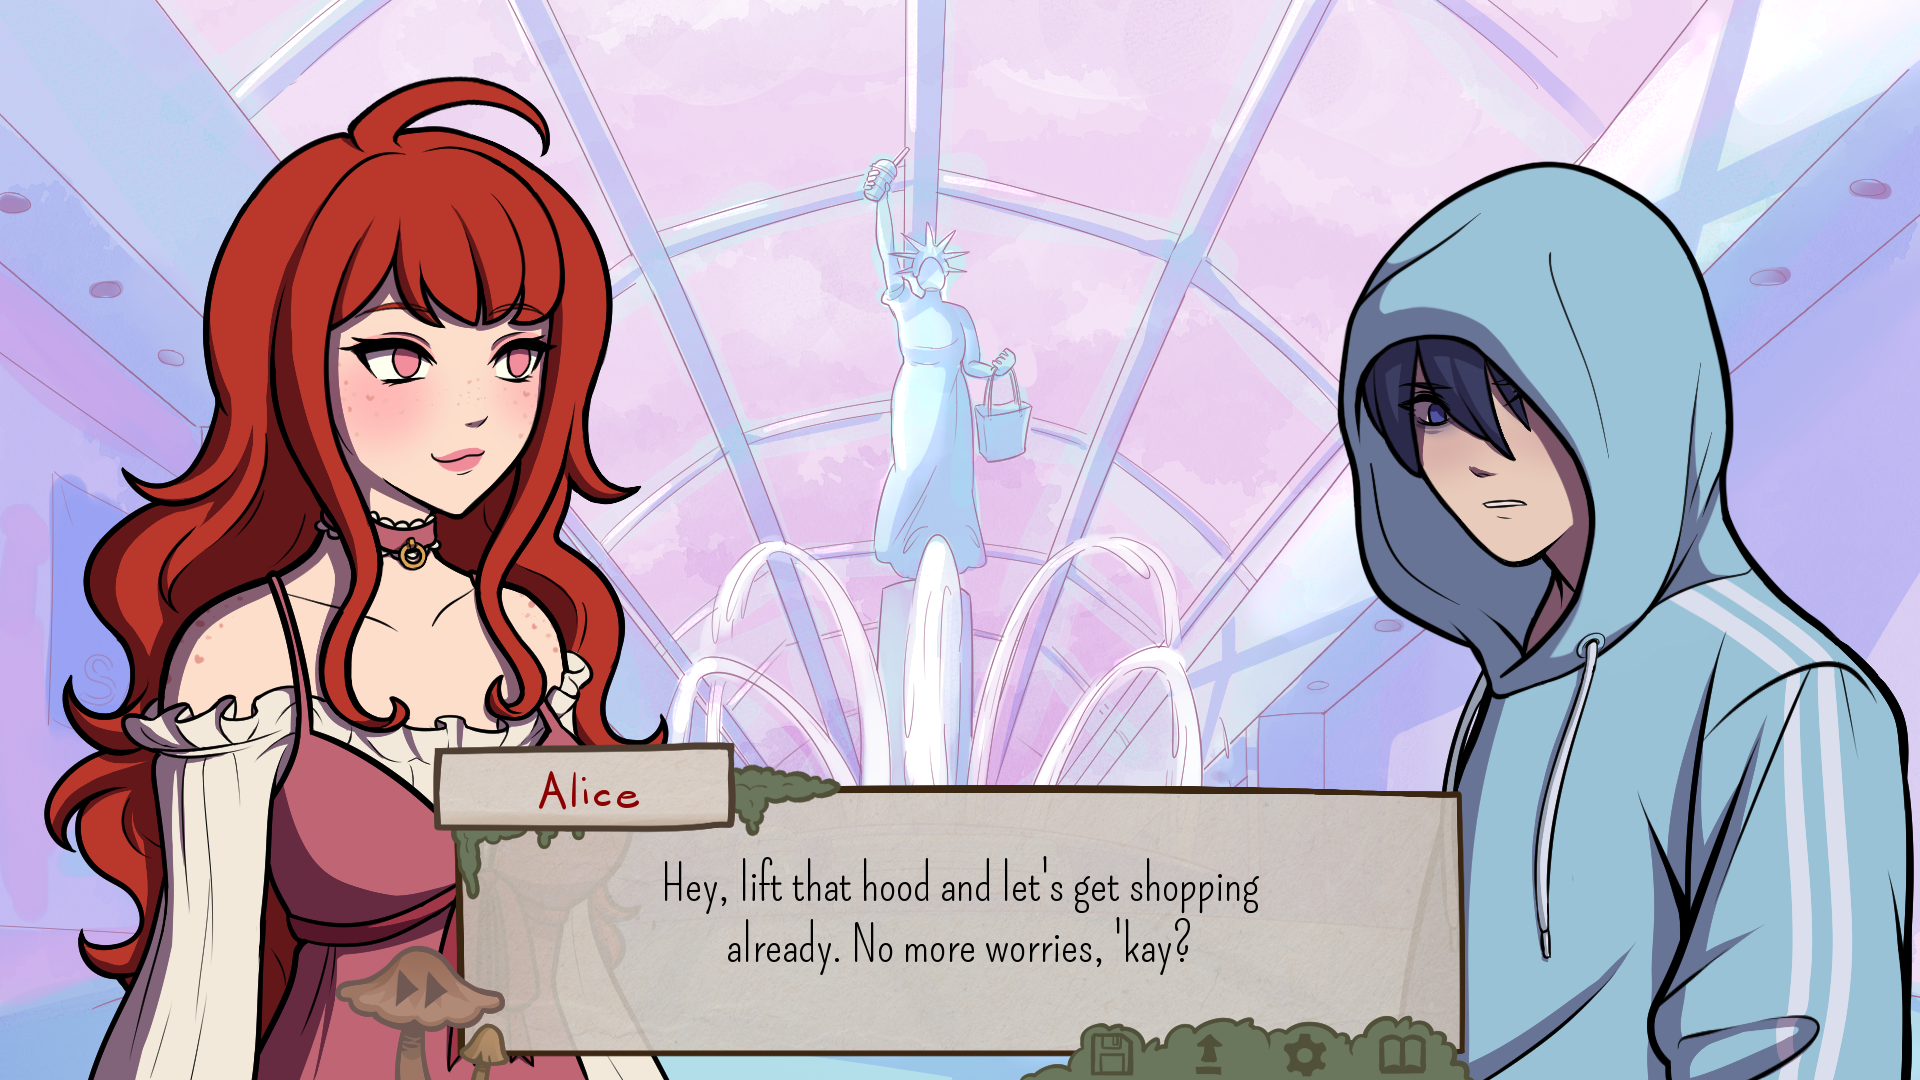 Alice
Hey, lift that hood and let's get shopping
already. No more worries, 'kay?